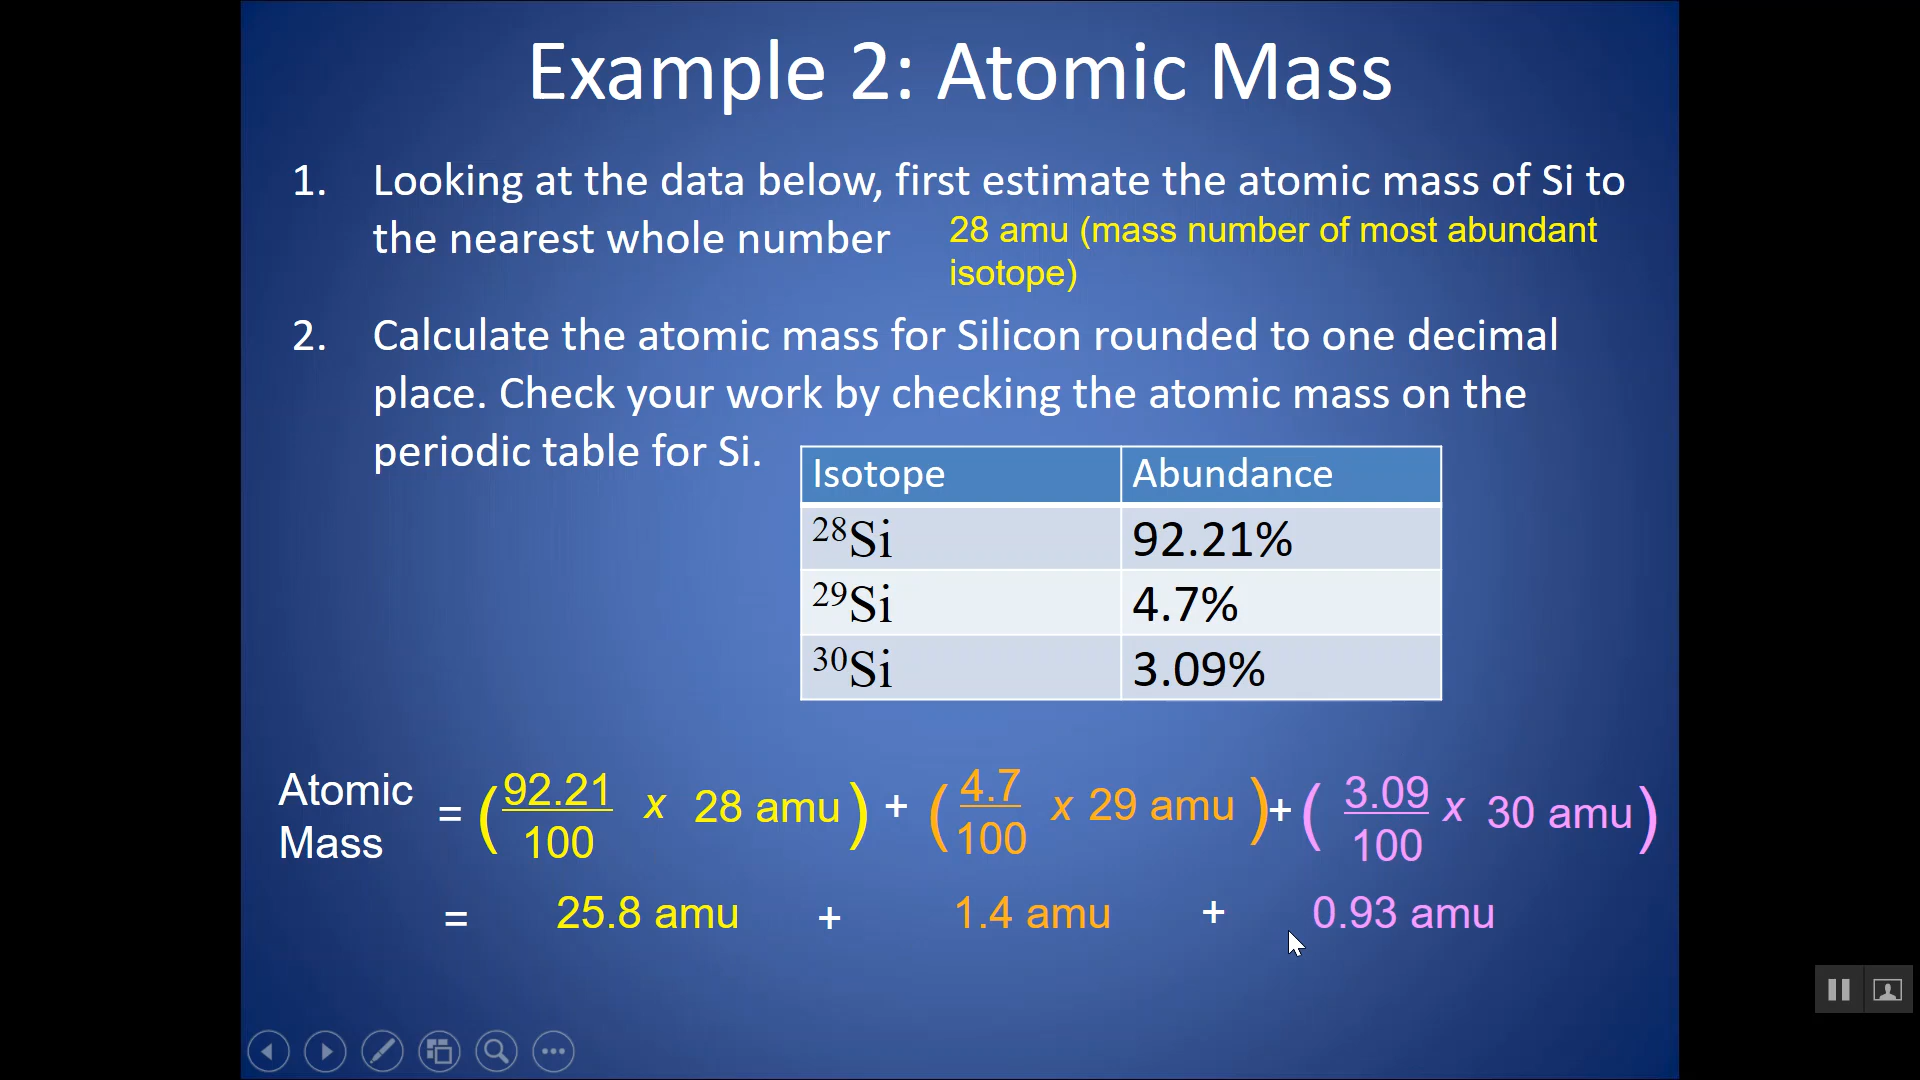 Example 2: Atomic Mass
1. Looking at the data below, first estimate the atomic mass of Si to
the nearest whole number
28 amu (mass number of most abundant
isotope)
2. Calculate the atomic mass for Silicon rounded to one decimal
place. Check your work by checking the atomic mass on the
periodic table for Si.
Isotope Abundance
²⁸Si 92.21%
²⁹Si 4.7%
³⁰Si 3.09%
Atomic Mass = (92.21/100 x 28 amu) + (4.7/100 x 29 amu) + (3.09/100 x 30 amu)
= 25.8 amu + 1.4 amu + 0.93 amu